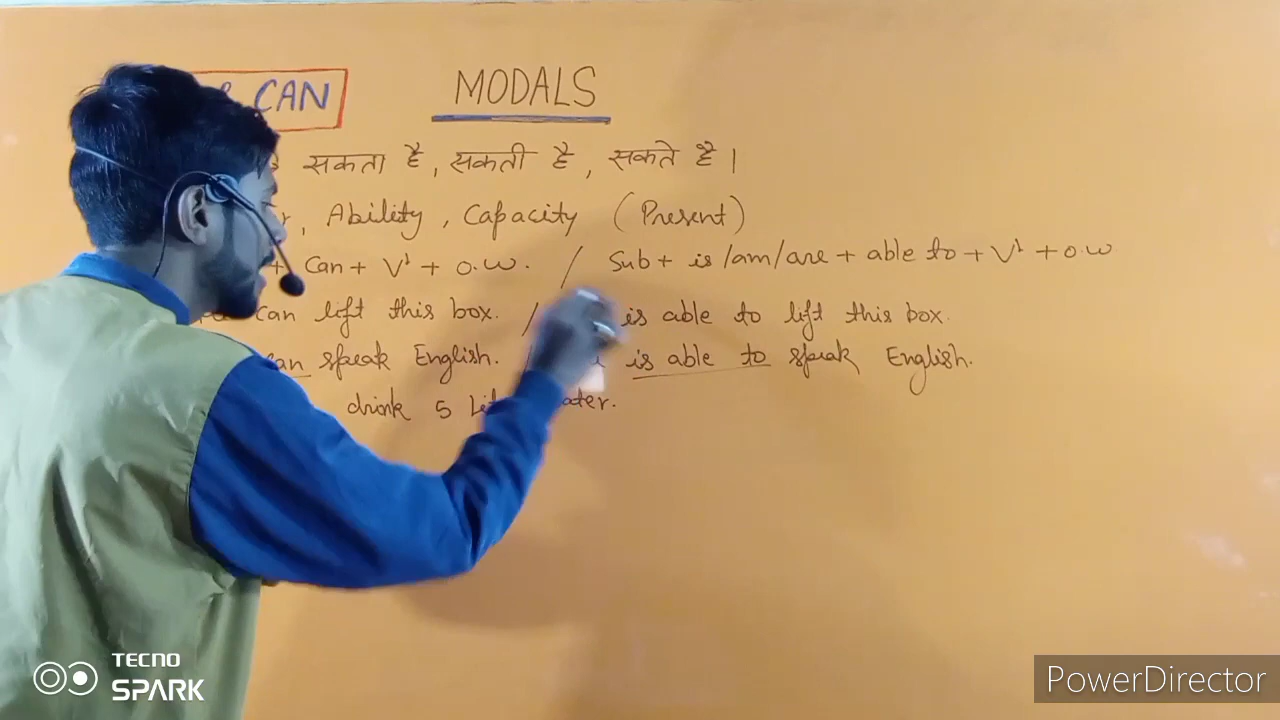 CAN
MODALS
सकता है, सकती है, सकते है।
, Ability, Capacity (Present)
+ Can + V¹ + O.W. / Sub + is/am/are + able to + V¹ + O.W
can lift this box. / is able to lift this box.
can speak English. is able to speak English.
drink 5
TECNO
SPARK
PowerDirector